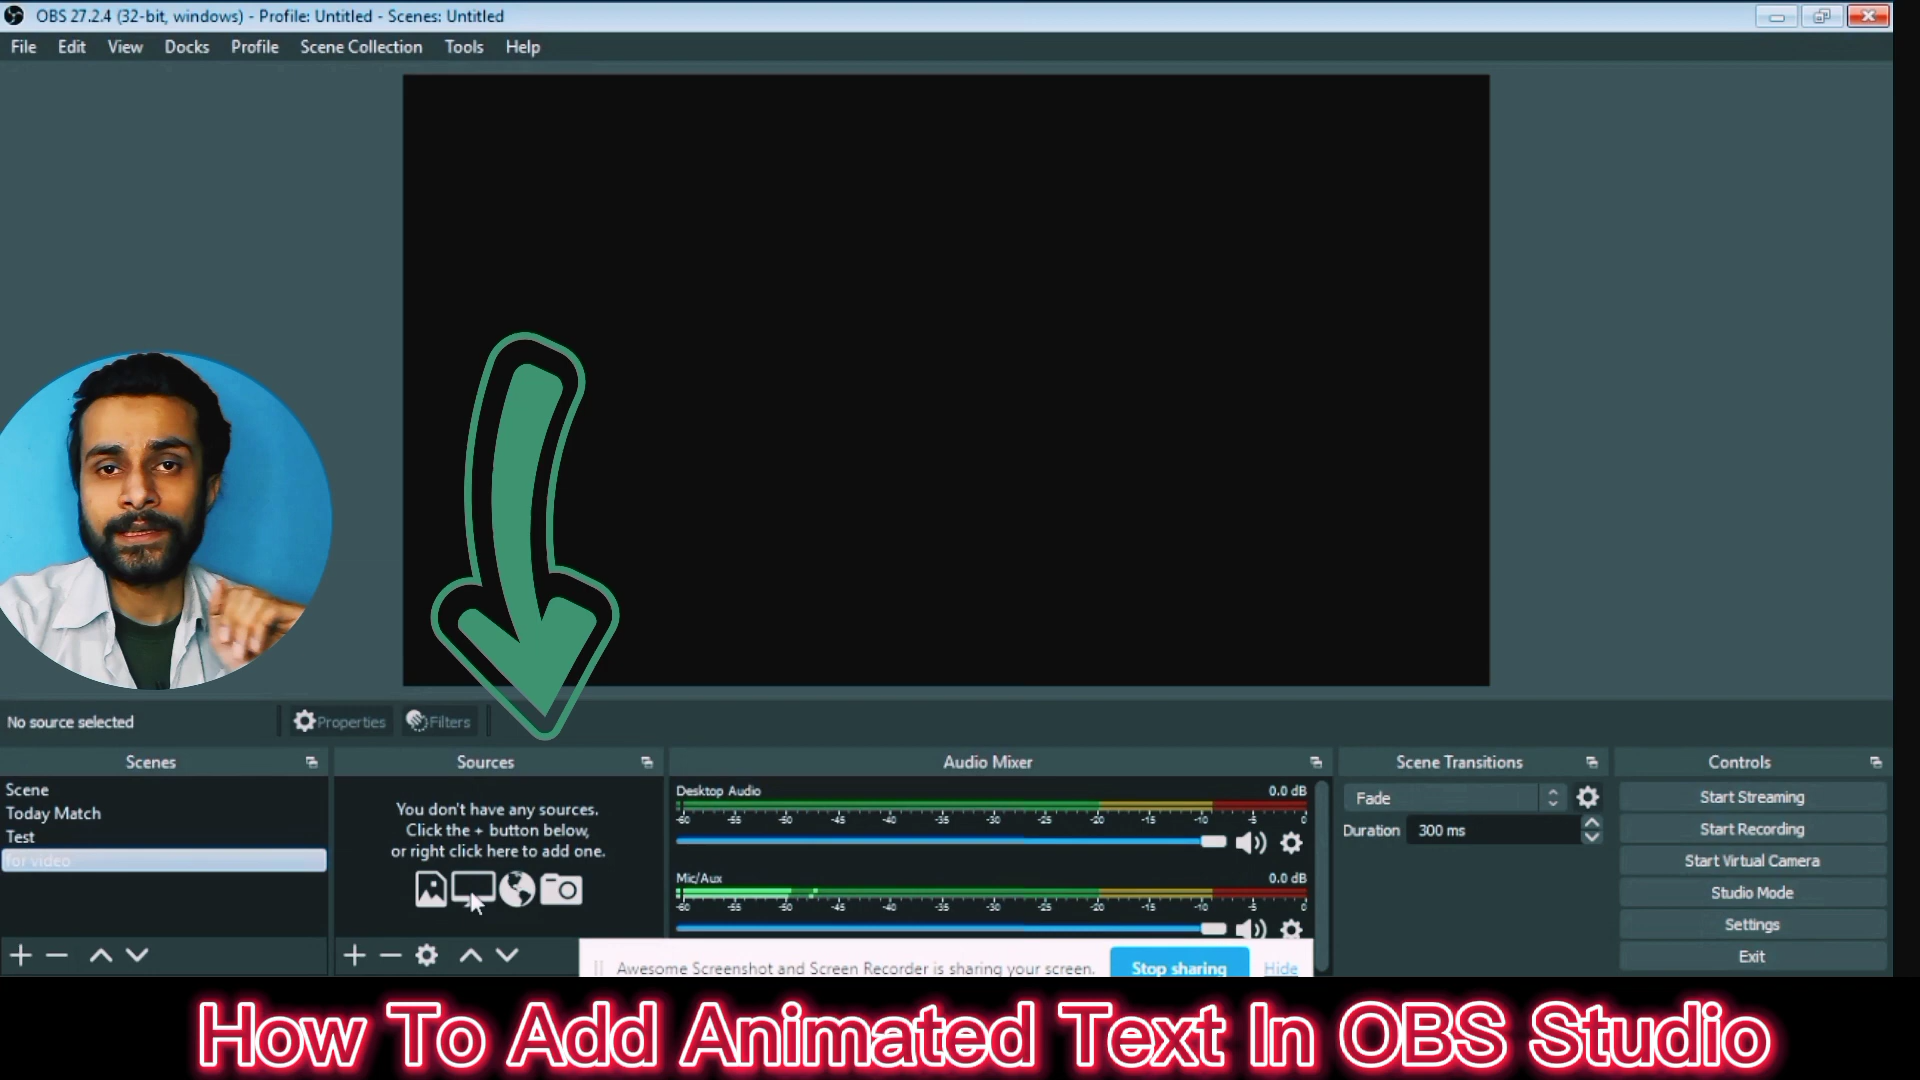 OBS 27.2.4 (32-bit, windows) - Profile: Untitled - Scenes: Untitled
File Edit View Docks Profile Scene Collection Tools Help
No source selected
Properties
Filters
Scenes
Scene
Today Match
Test
for video
Sources
You don't have any sources.
Click the + button below,
or right click here to add one.
Audio Mixer
Desktop Audio 0.0 dB
-60 -55 -50 -45 -40 -35 -30 -25 -20 -15 -10 -5 0
Mic/Aux 0.0 dB
-60 -55 -50 -45 -40 -35 -30 -25 -20 -15 -10 -5 0
Scene Transitions
Fade
Duration 300 ms
Controls
Start Streaming
Start Recording
Start Virtual Camera
Studio Mode
Settings
Exit
Awesome Screenshot and Screen Recorder is sharing your screen. Stop sharing Hide
How To Add Animated Text In OBS Studio